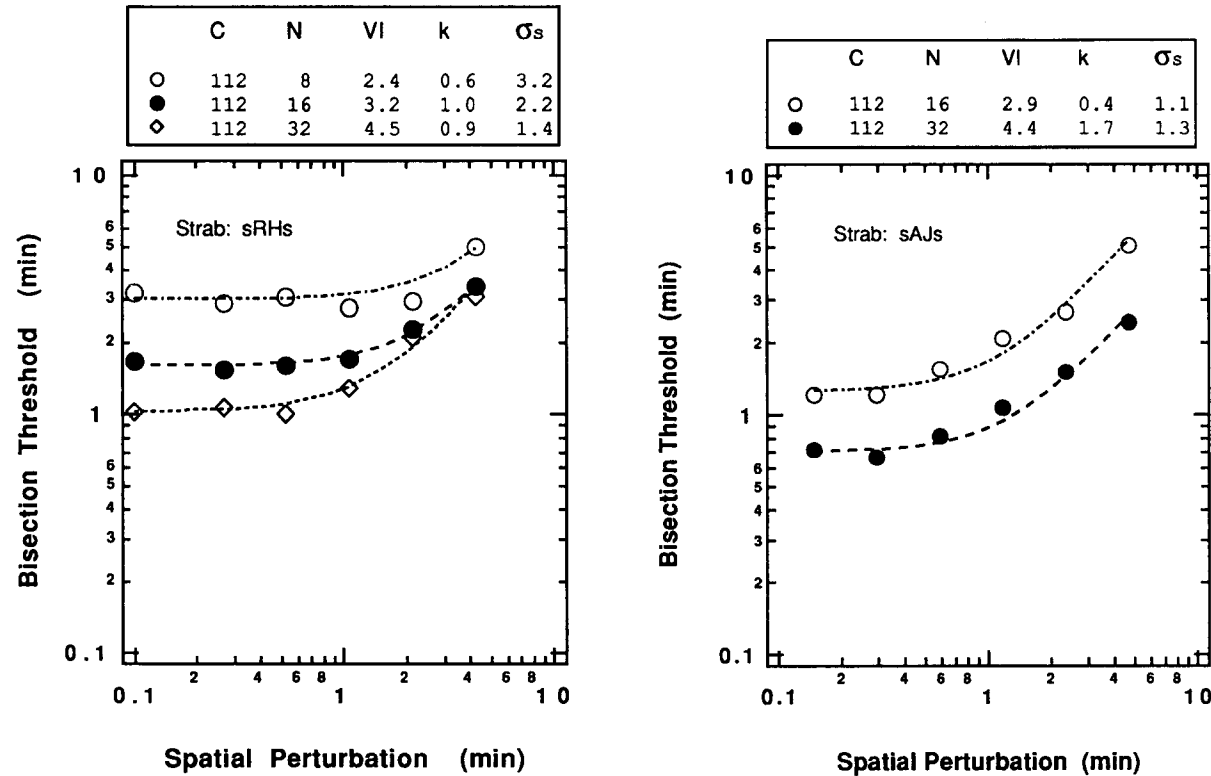 C N VI k σs
112 8 2.4 0.6 3.2
112 16 3.2 1.0 2.2
112 32 4.5 0.9 1.4
10
6
5
4
3
2
1
6
5
4
3
2
0.1
Bisection Threshold (min)
Strab: sRHs
2 4 6 8 2 4 6 8
0.1 1 10
Spatial Perturbation (min)
C N VI k σs
112 16 2.9 0.4 1.1
112 32 4.4 1.7 1.3
10
6
5
4
3
2
1
6
5
4
3
2
0.1
Bisection Threshold (min)
Strab: sAJs
2 4 6 8 2 4 6 8
0.1 1 10
Spatial Perturbation (min)